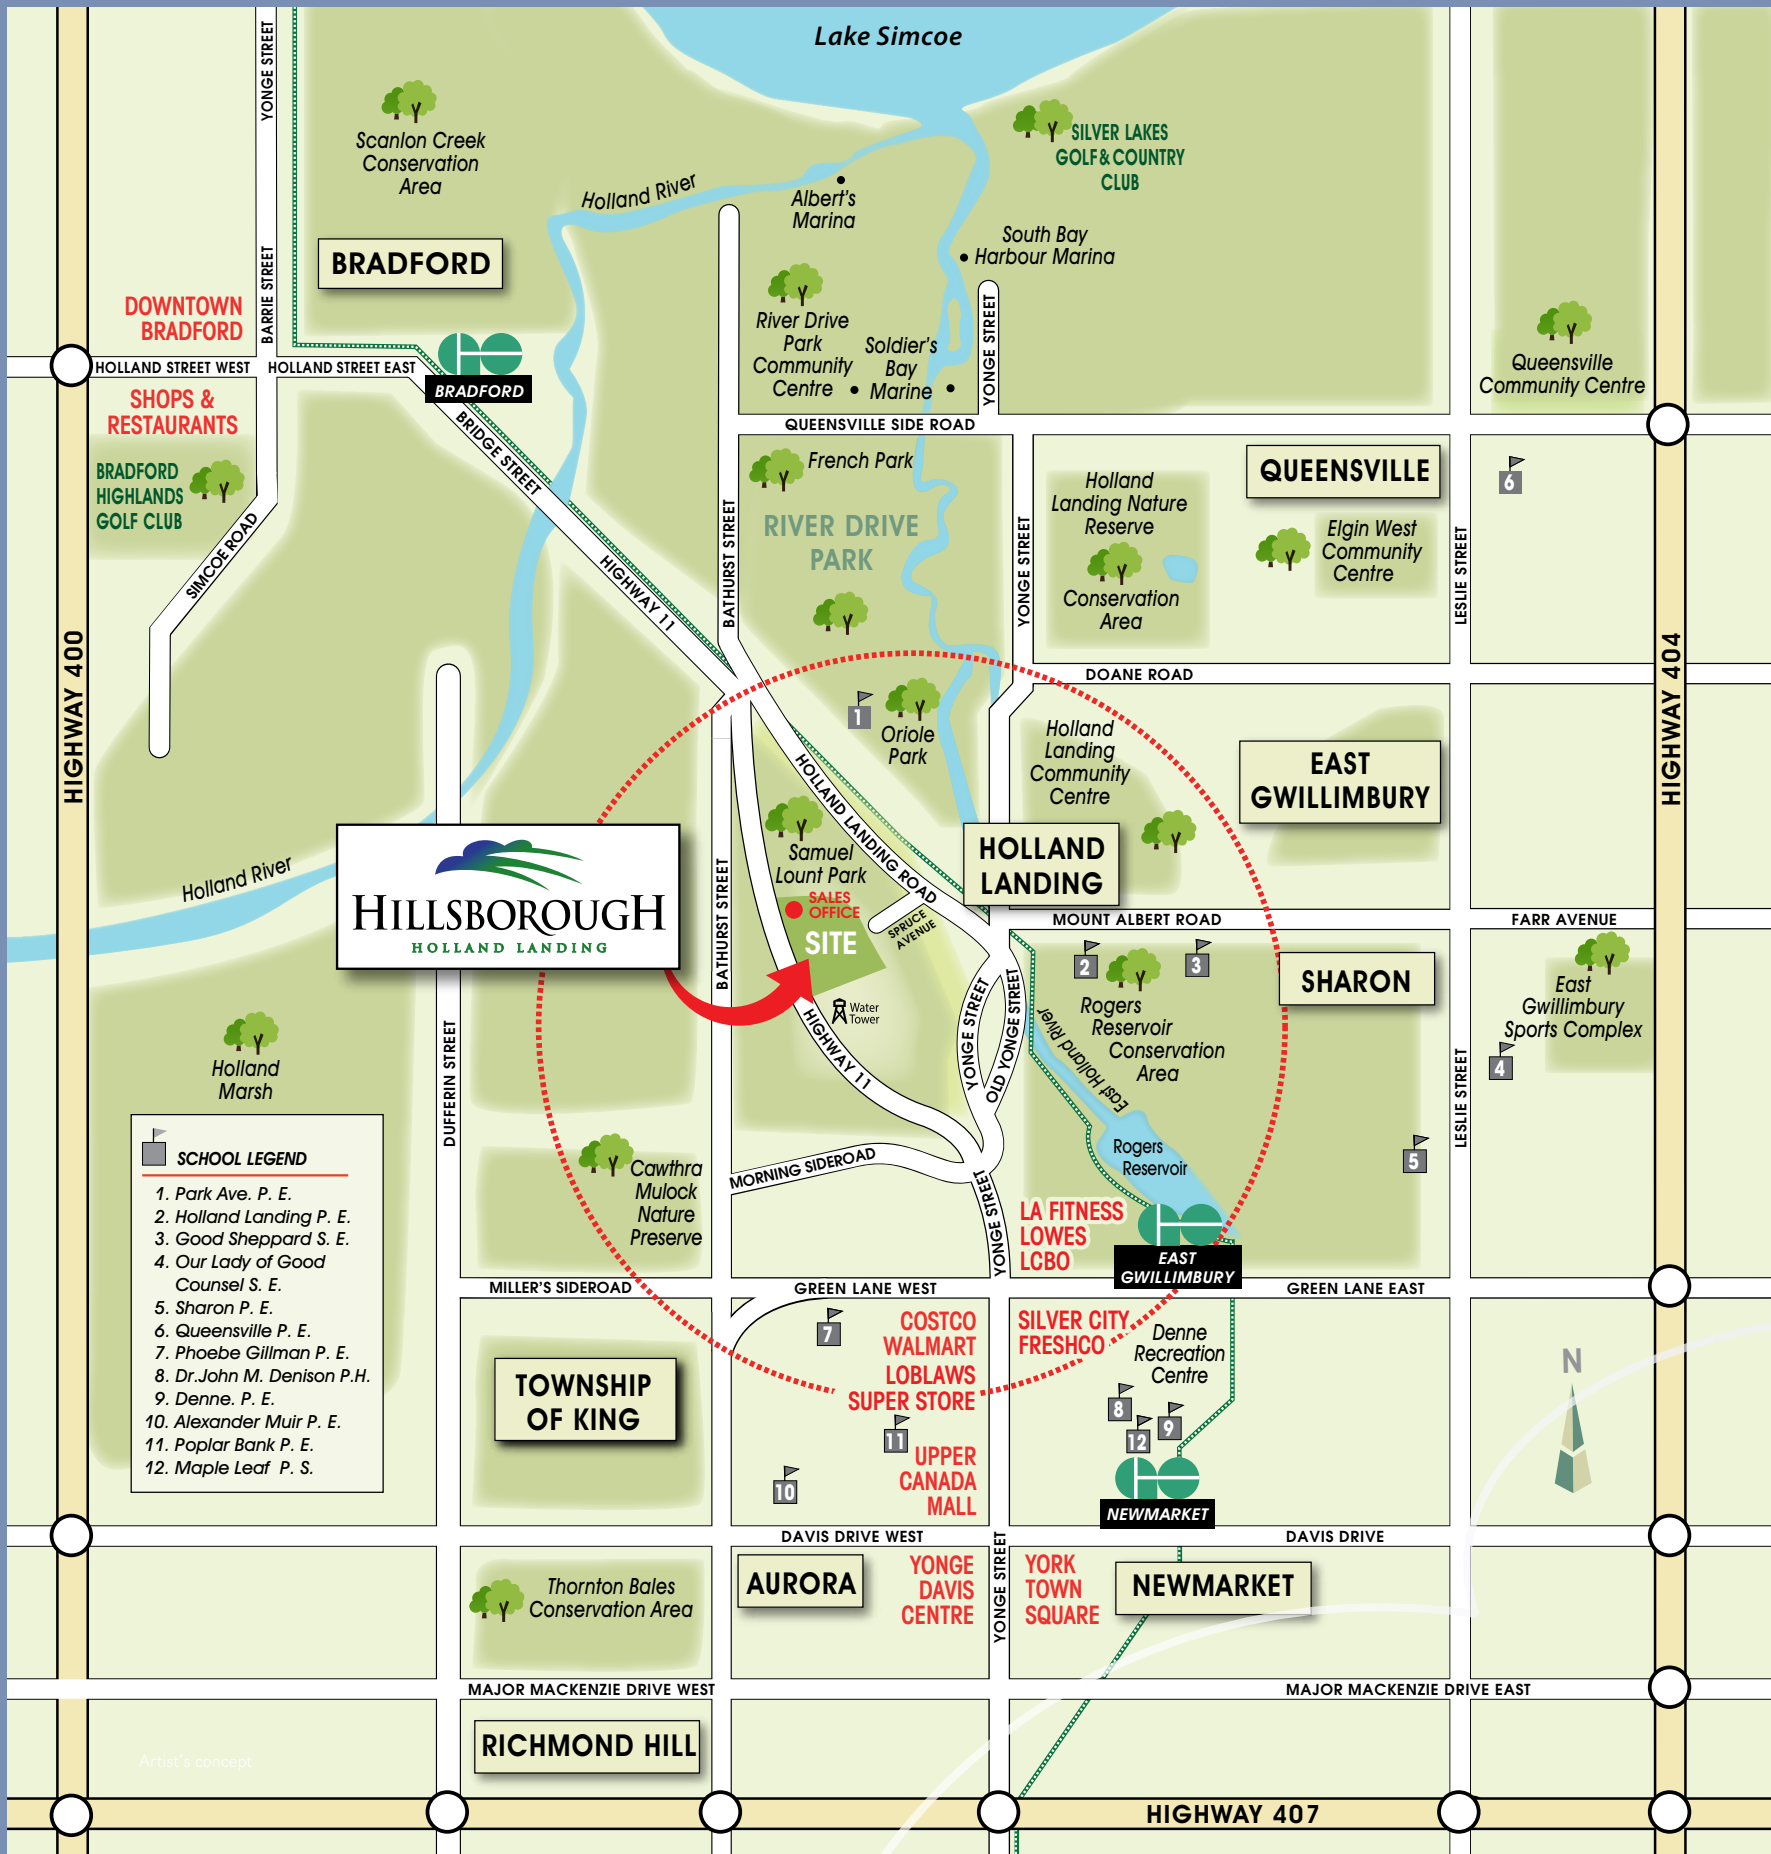 Lake Simcoe
YONGE STREET
Scanlon Creek
Conservation
Area
SILVER LAKES
GOLF & COUNTRY
CLUB
Holland River
Albert's
Marina
South Bay
Harbour Marina
BRADFORD
BARRIE STREET
DOWNTOWN
BRADFORD
River Drive
Park
Community
Centre
Soldier's
Bay
Marine
YONGE STREET
Queensville
Community Centre
HOLLAND STREET WEST
HOLLAND STREET EAST
BRADFORD
SHOPS &
RESTAURANTS
BRIDGE STREET
QUEENSVILLE SIDE ROAD
BRADFORD
HIGHLANDS
GOLF CLUB
SIMCOE ROAD
French Park
RIVER DRIVE
PARK
BATHURST STREET
HIGHWAY 11
YONGE STREET
Holland
Landing Nature
Reserve
Conservation
Area
QUEENSVILLE
Elgin West
Community
Centre
LESLIE STREET
6
HIGHWAY 400
HIGHWAY 404
DOANE ROAD
1
Oriole
Park
Holland
Landing
Community
Centre
EAST
GWILLIMBURY
HOLLAND LANDING ROAD
HOLLAND
LANDING
Samuel
Lount Park
SALES
OFFICE
SITE
SPRUCE
AVENUE
Holland River
HILLSBOROUGH
HOLLAND LANDING
BATHURST STREET
MOUNT ALBERT ROAD
FARR AVENUE
2
3
SHARON
Rogers
Reservoir
Conservation
Area
East
Gwillimbury
Sports Complex
4
Water
Tower
HIGHWAY 11
YONGE STREET
OLD YONGE STREET
East Holland River
Holland
Marsh
DUFFERIN STREET
LESLIE STREET
5
Rogers
Reservoir
MORNING SIDEROAD
Cawthra
Mulock
Nature
Preserve
YONGE STREET
LA FITNESS
LOWES
LCBO
EAST
GWILLIMBURY
SCHOOL LEGEND
1. Park Ave. P. E.
2. Holland Landing P. E.
3. Good Sheppard S. E.
4. Our Lady of Good
Counsel S. E.
5. Sharon P. E.
6. Queensville P. E.
7. Phoebe Gillman P. E.
8. Dr.John M. Denison P.H.
9. Denne. P. E.
10. Alexander Muir P. E.
11. Poplar Bank P. E.
12. Maple Leaf P. S.
MILLER'S SIDEROAD
GREEN LANE WEST
GREEN LANE EAST
7
COSTCO
WALMART
LOBLAWS
SUPER STORE
SILVER CITY
FRESHCO
Denne
Recreation
Centre
N
TOWNSHIP
OF KING
8
9
12
11
10
UPPER
CANADA
MALL
NEWMARKET
DAVIS DRIVE WEST
DAVIS DRIVE
YONGE STREET
Thornton Bales
Conservation Area
AURORA
YONGE
DAVIS
CENTRE
YORK
TOWN
SQUARE
NEWMARKET
MAJOR MACKENZIE DRIVE WEST
MAJOR MACKENZIE DRIVE EAST
RICHMOND HILL
Artist's concept
HIGHWAY 407